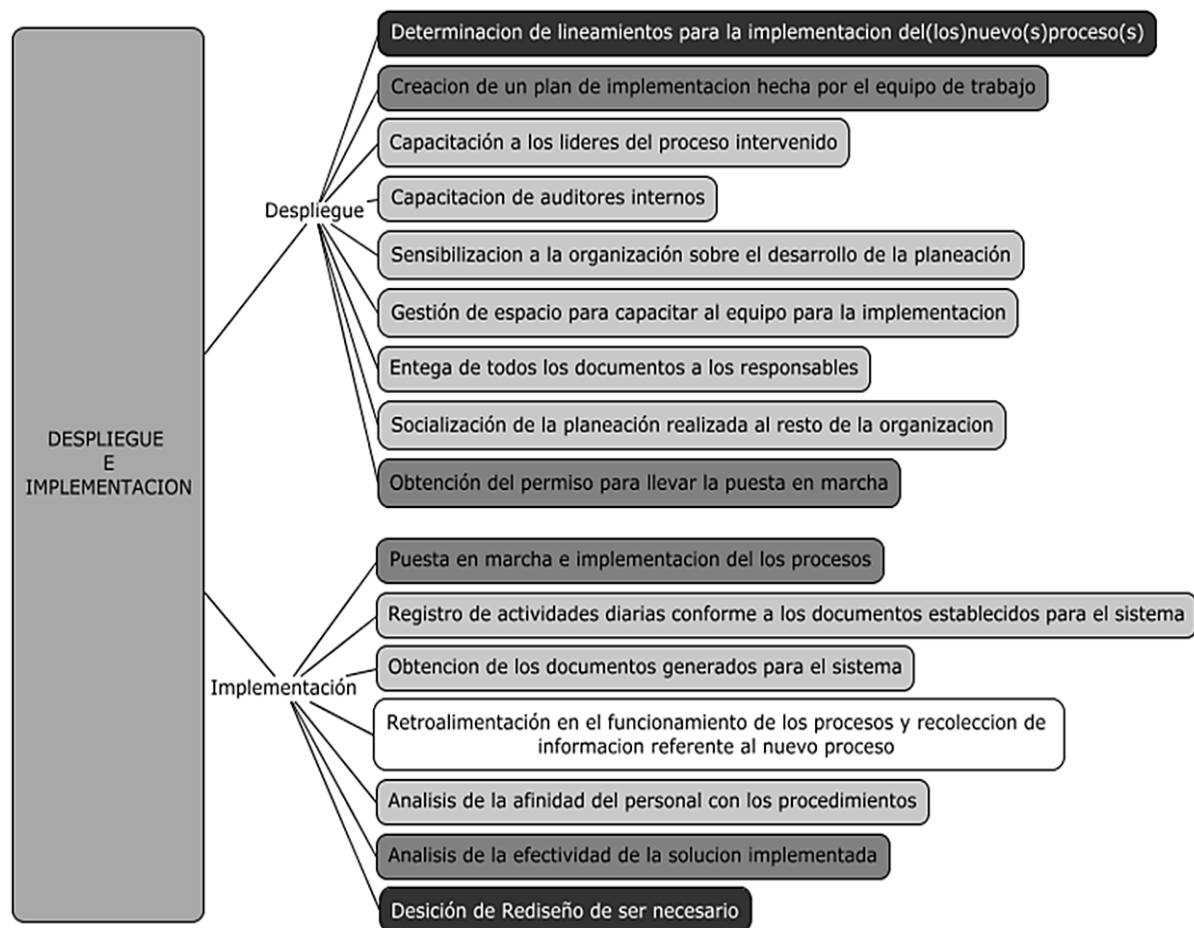 DESPLIEGUE
E
IMPLEMENTACION
Despliegue
Determinacion de lineamientos para la implementacion del(los)nuevo(s)proceso(s)
Creacion de un plan de implementacion hecha por el equipo de trabajo
Capacitación a los lideres del proceso intervenido
Capacitacion de auditores internos
Sensibilizacion a la organización sobre el desarrollo de la planeación
Gestión de espacio para capacitar al equipo para la implementacion
Entega de todos los documentos a los responsables
Socialización de la planeación realizada al resto de la organizacion
Obtención del permiso para llevar la puesta en marcha
Implementación
Puesta en marcha e implementacion del los procesos
Registro de actividades diarias conforme a los documentos establecidos para el sistema
Obtencion de los documentos generados para el sistema
Retroalimentación en el funcionamiento de los procesos y recoleccion de
informacion referente al nuevo proceso
Analisis de la afinidad del personal con los procedimientos
Analisis de la efectividad de la solucion implementada
Desición de Rediseño de ser necesario